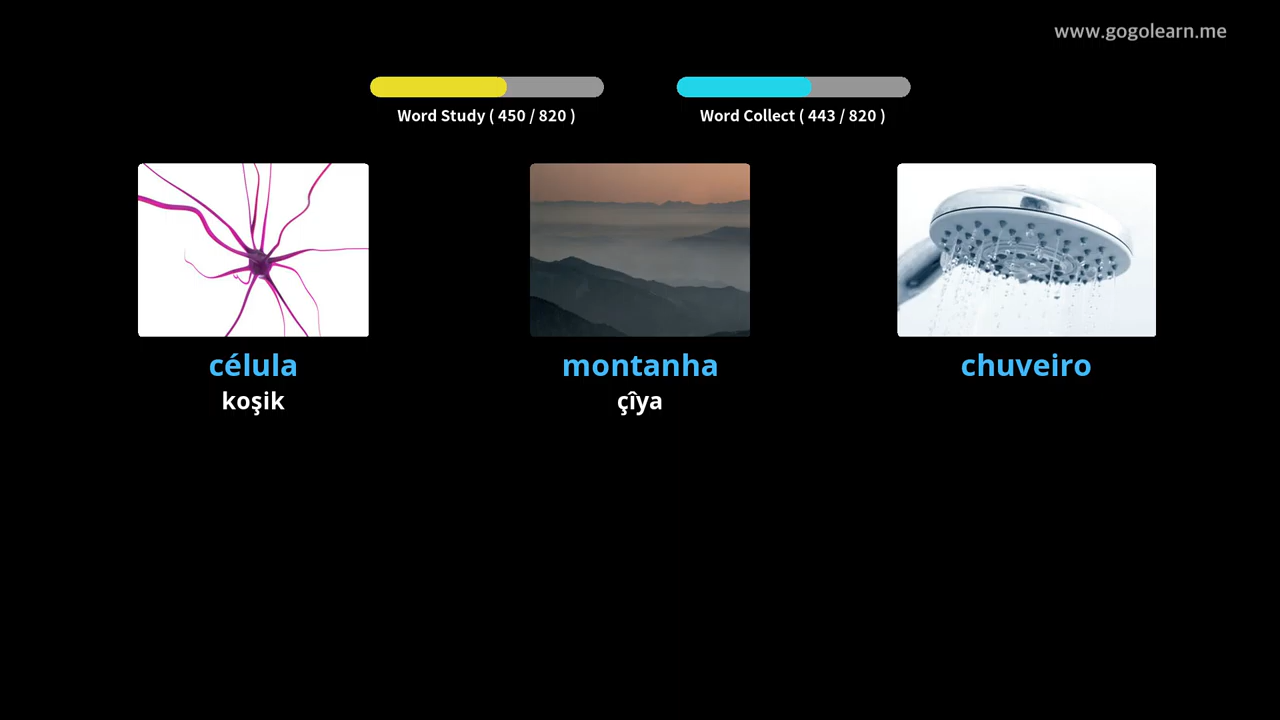 www.gogolearn.me
Word Study ( 450 / 820 )
Word Collect ( 443 / 820 )
célula
koşik
montanha
çîya
chuveiro